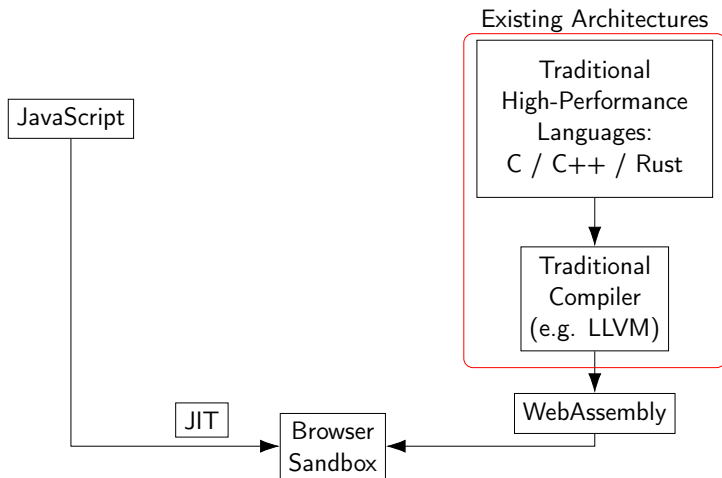 Existing Architectures
Traditional
High-Performance
Languages:
C / C++ / Rust
JavaScript
Traditional
Compiler
(e.g. LLVM)
WebAssembly
JIT
Browser
Sandbox